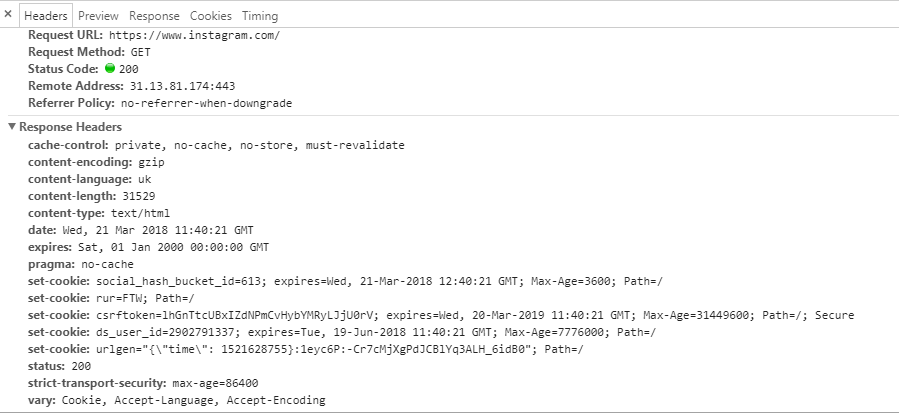 × Headers Preview Response Cookies Timing
Request URL: https://www.instagram.com/
Request Method: GET
Status Code: 200
Remote Address: 31.13.81.174:443
Referrer Policy: no-referrer-when-downgrade
Response Headers
cache-control: private, no-cache, no-store, must-revalidate
content-encoding: gzip
content-language: uk
content-length: 31529
content-type: text/html
date: Wed, 21 Mar 2018 11:40:21 GMT
expires: Sat, 01 Jan 2000 00:00:00 GMT
pragma: no-cache
set-cookie: social_hash_bucket_id=613; expires=Wed, 21-Mar-2018 12:40:21 GMT; Max-Age=3600; Path=/
set-cookie: rur=FTW; Path=/
set-cookie: csrftoken=lhGnTtcUBxIZdNPmCvHybYMRyLJjU0rV; expires=Wed, 20-Mar-2019 11:40:21 GMT; Max-Age=31449600; Path=/; Secure
set-cookie: ds_user_id=2902791337; expires=Tue, 19-Jun-2018 11:40:21 GMT; Max-Age=7776000; Path=/
set-cookie: urlgen="{\"time\": 1521628755}:1eyc6P:-Cr7cMjXgPdJCBlYq3ALH_6idB0"; Path=/
status: 200
strict-transport-security: max-age=86400
vary: Cookie, Accept-Language, Accept-Encoding